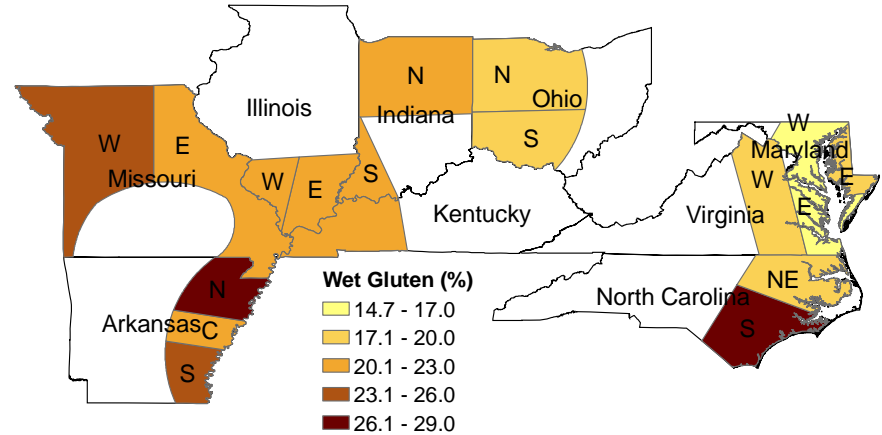 N
N
Illinois
Indiana
Ohio
W
W
E
S
Maryland
Missouri
W
E
S
W
E
E
Kentucky
Virginia
Wet Gluten (%)
N
NE
14.7 - 17.0
North Carolina
Arkansas
C
17.1 - 20.0
S
20.1 - 23.0
S
23.1 - 26.0
26.1 - 29.0